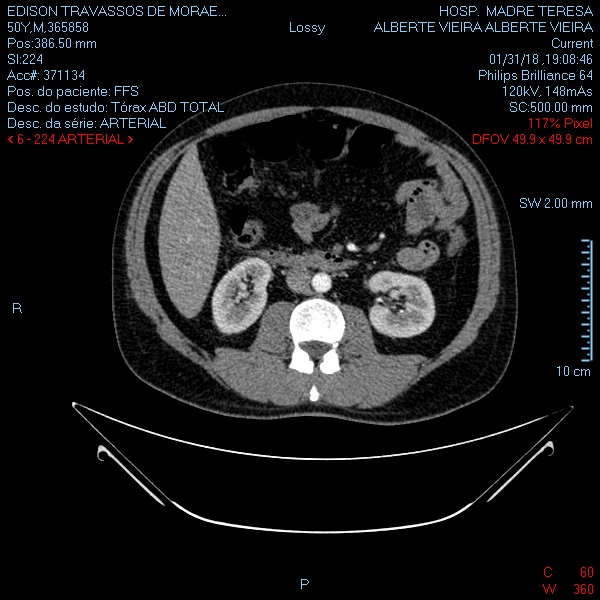 EDISON TRAVASSOS DE MORAE...
50Y,M,365858
Pos:386.50 mm
Sl:224
Acc#: 371134
Pos. do paciente: FFS
Desc. do estudo: Tórax ABD TOTAL
Desc. da série: ARTERIAL
< 6 - 224 ARTERIAL >
Lossy
HOSP. MADRE TERESA
ALBERTE VIEIRA ALBERTE VIEIRA
Current
01/31/18 ,19:08:46
Philips Brilliance 64
120kV, 148mAs
SC:500.00 mm
117% Pixel
DFOV 49.9 x 49.9 cm
SW 2.00 mm
R
10 cm
P
C 60
W 360